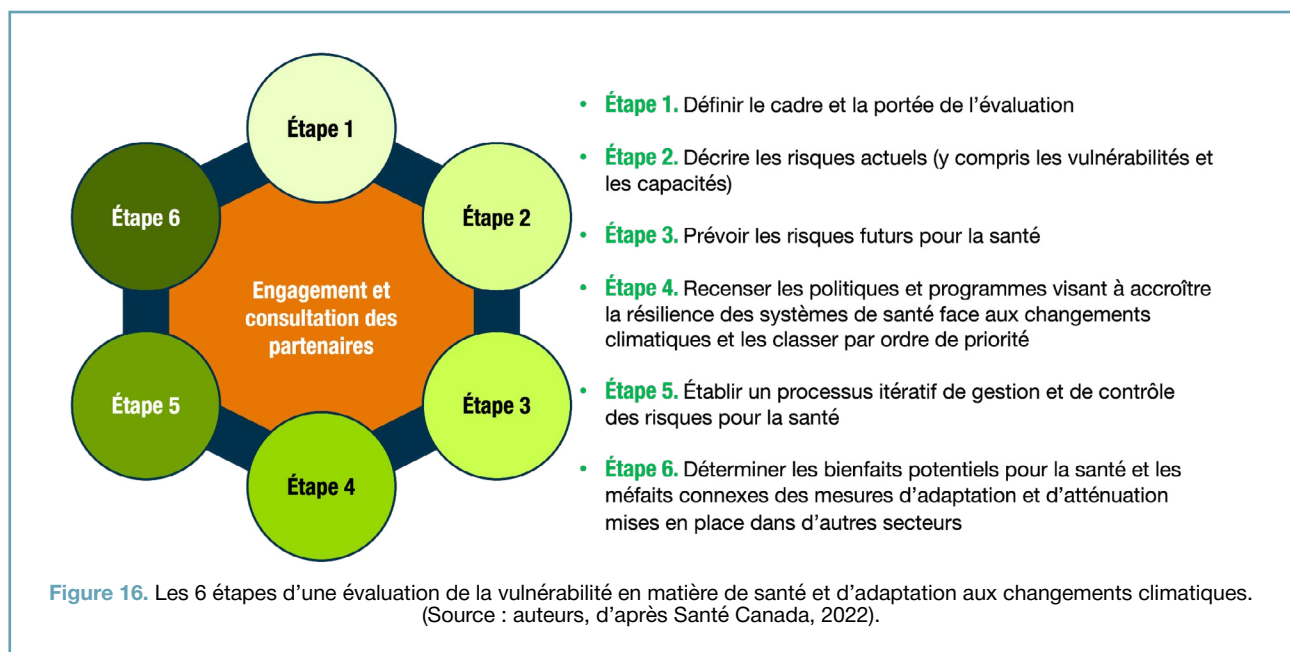 Étape 1
Étape 2
Étape 3
Étape 4
Étape 5
Étape 6
Engagement et
consultation des
partenaires
• Étape 1. Définir le cadre et la portée de l’évaluation
• Étape 2. Décrire les risques actuels (y compris les vulnérabilités et
les capacités)
• Étape 3. Prévoir les risques futurs pour la santé
• Étape 4. Recenser les politiques et programmes visant à accroître
la résilience des systèmes de santé face aux changements
climatiques et les classer par ordre de priorité
• Étape 5. Établir un processus itératif de gestion et de contrôle
des risques pour la santé
• Étape 6. Déterminer les bienfaits potentiels pour la santé et les
méfaits connexes des mesures d’adaptation et d’atténuation
mises en place dans d’autres secteurs
Figure 16. Les 6 étapes d’une évaluation de la vulnérabilité en matière de santé et d’adaptation aux changements climatiques.
(Source : auteurs, d’après Santé Canada, 2022).